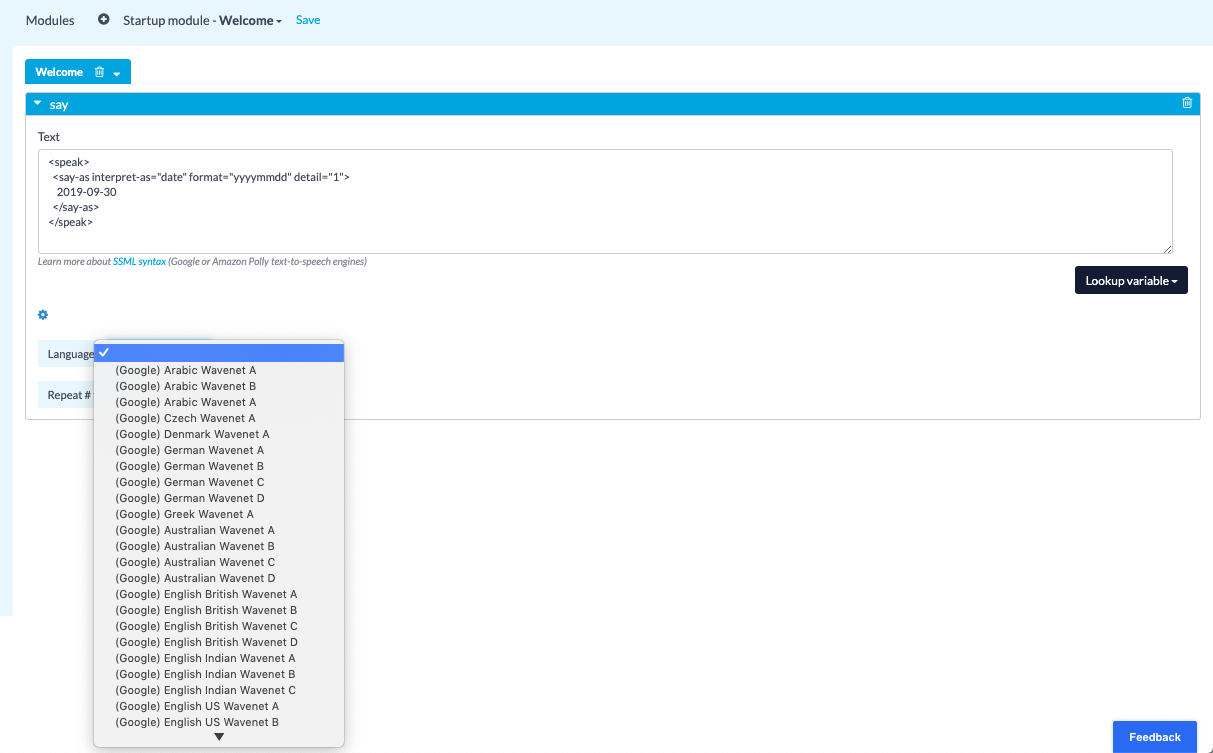 Modules Startup module - Welcome Save
Welcome
say
Text
<speak>
<say-as interpret-as="date" format="yyyymmdd" detail="1">
2019-09-30
</say-as>
</speak>
Learn more about SSML syntax (Google or Amazon Polly text-to-speech engines)
Lookup variable
Language
Repeat #
(Google) Arabic Wavenet A
(Google) Arabic Wavenet B
(Google) Arabic Wavenet A
(Google) Czech Wavenet A
(Google) Denmark Wavenet A
(Google) German Wavenet A
(Google) German Wavenet B
(Google) German Wavenet C
(Google) German Wavenet D
(Google) Greek Wavenet A
(Google) Australian Wavenet A
(Google) Australian Wavenet B
(Google) Australian Wavenet C
(Google) Australian Wavenet D
(Google) English British Wavenet A
(Google) English British Wavenet B
(Google) English British Wavenet C
(Google) English British Wavenet D
(Google) English Indian Wavenet A
(Google) English Indian Wavenet B
(Google) English Indian Wavenet C
(Google) English US Wavenet A
(Google) English US Wavenet B
Feedback